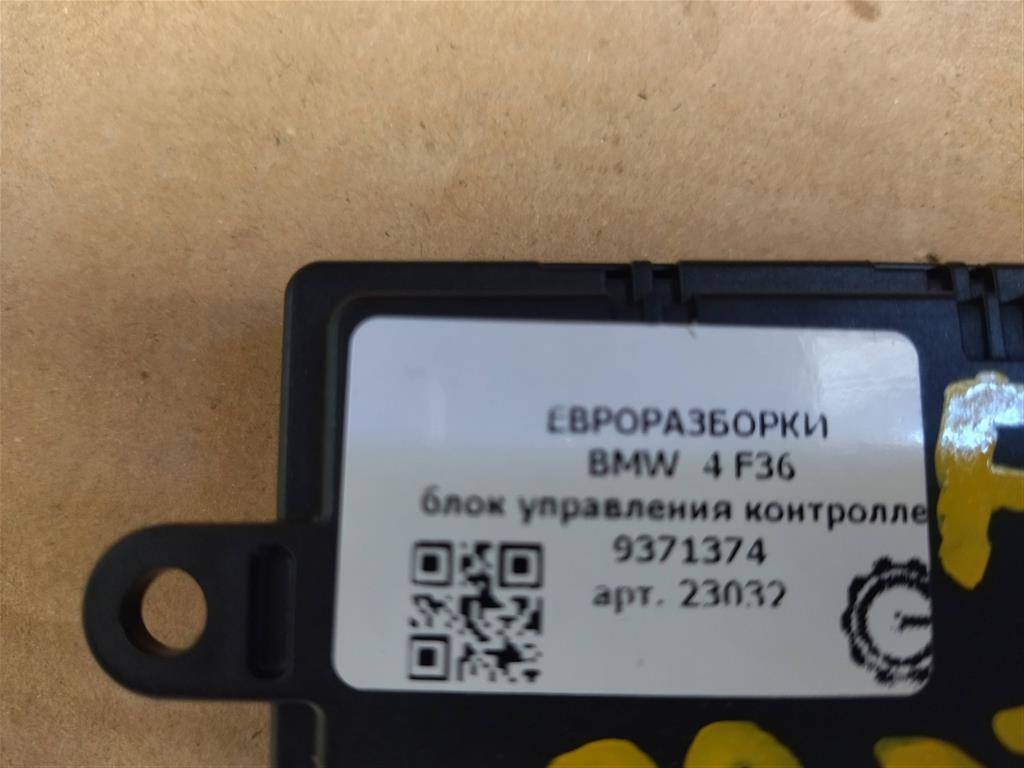 ЕВРОРАЗБОРКИ
BMW 4 F36
блок управления контролле
9371374
арт. 23032